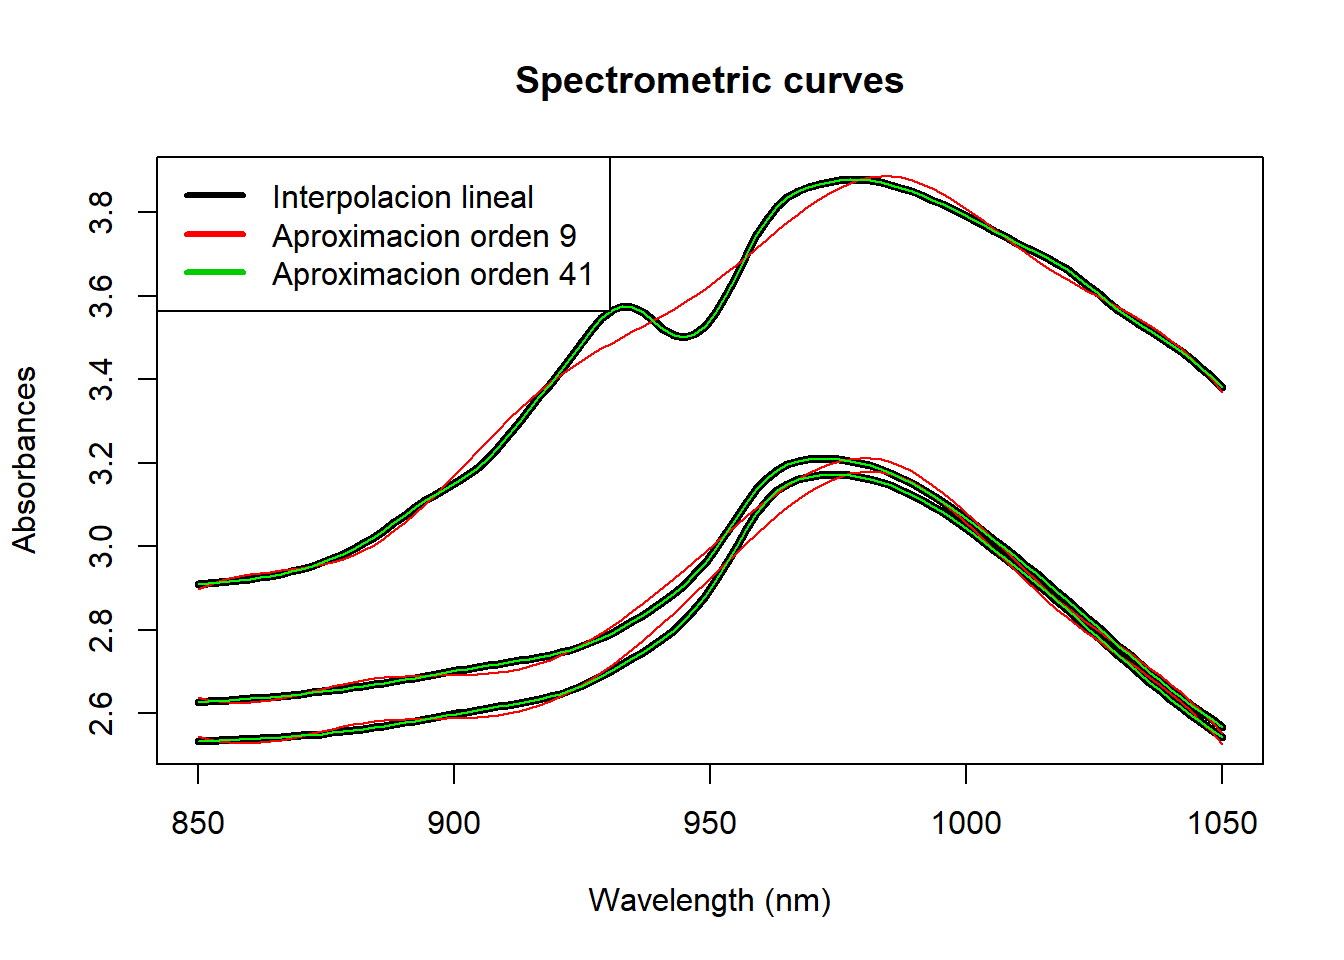 Spectrometric curves
Interpolacion lineal
Aproximacion orden 9
Aproximacion orden 41
Absorbances
3.8
3.6
3.4
3.2
3.0
2.8
2.6
850 900 950 1000 1050
Wavelength (nm)